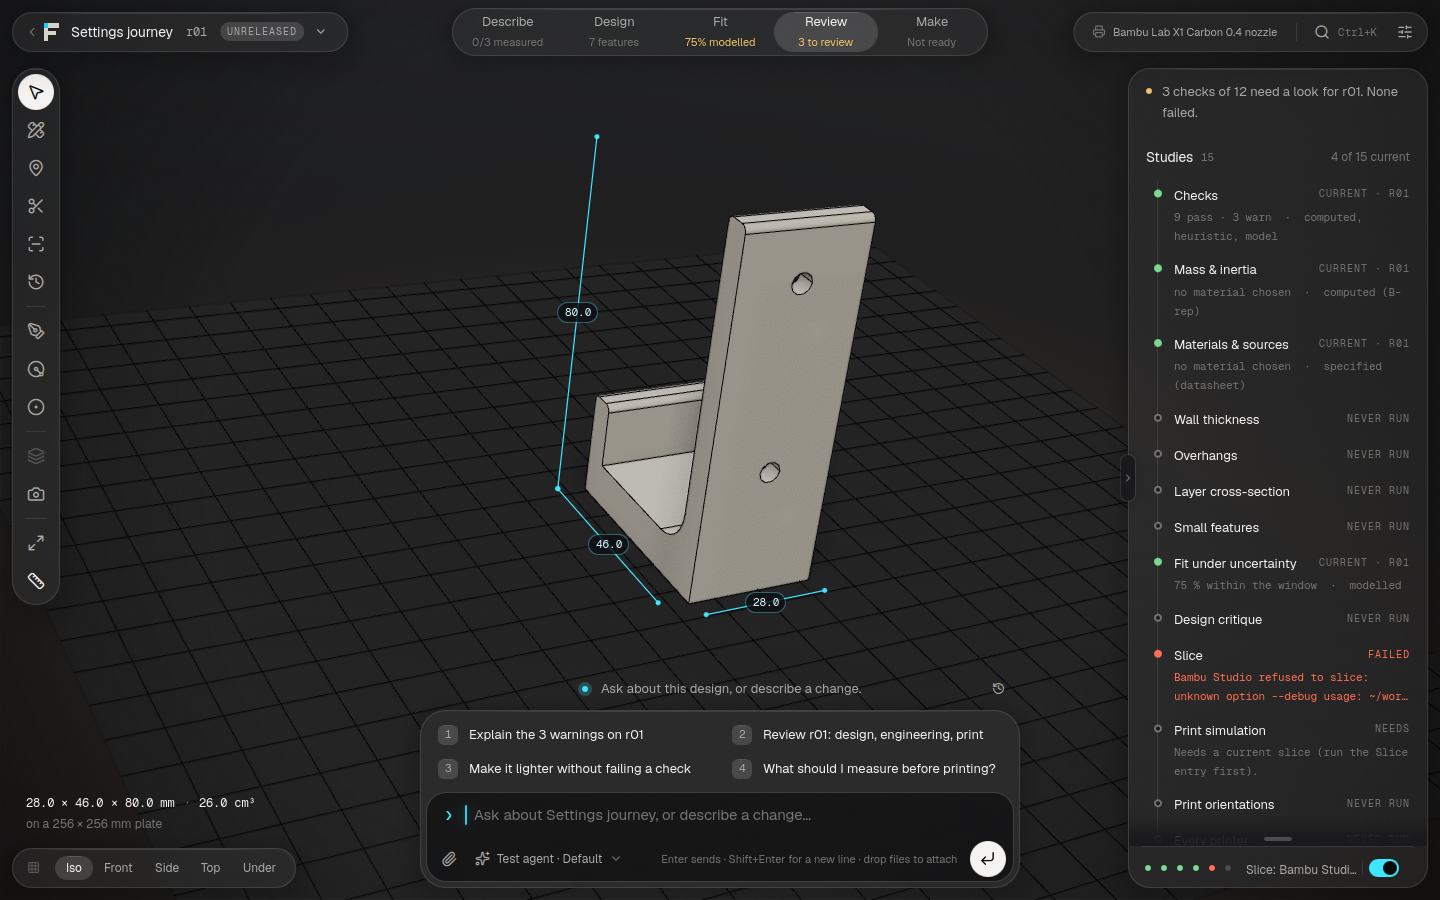 Settings journey r01 UNRELEASED
Describe
0/3 measured
Design
7 features
Fit
75% modelled
Review
3 to review
Make
Not ready
Bambu Lab X1 Carbon 0.4 nozzle
Ctrl+K
3 checks of 12 need a look for r01. None
failed.
Studies 15 4 of 15 current
Checks CURRENT · R01
9 pass · 3 warn · computed,
heuristic, model
Mass & inertia CURRENT · R01
no material chosen · computed (B-
rep)
Materials & sources CURRENT · R01
no material chosen · specified
(datasheet)
Wall thickness NEVER RUN
Overhangs NEVER RUN
Layer cross-section NEVER RUN
Small features NEVER RUN
Fit under uncertainty CURRENT · R01
75 % within the window · modelled
Design critique NEVER RUN
Slice FAILED
Bambu Studio refused to slice:
unknown option --debug usage: ~/wor…
Print simulation NEEDS
Needs a current slice (run the Slice
entry first).
Print orientations NEVER RUN
Every printer NEVER RUN
Slice: Bambu Studi…
80.0
46.0
28.0
Ask about this design, or describe a change.
1 Explain the 3 warnings on r01
2 Review r01: design, engineering, print
3 Make it lighter without failing a check
4 What should I measure before printing?
Ask about Settings journey, or describe a change…
Test agent · Default
Enter sends · Shift+Enter for a new line · drop files to attach
28.0 × 46.0 × 80.0 mm · 26.0 cm³
on a 256 × 256 mm plate
Iso Front Side Top Under